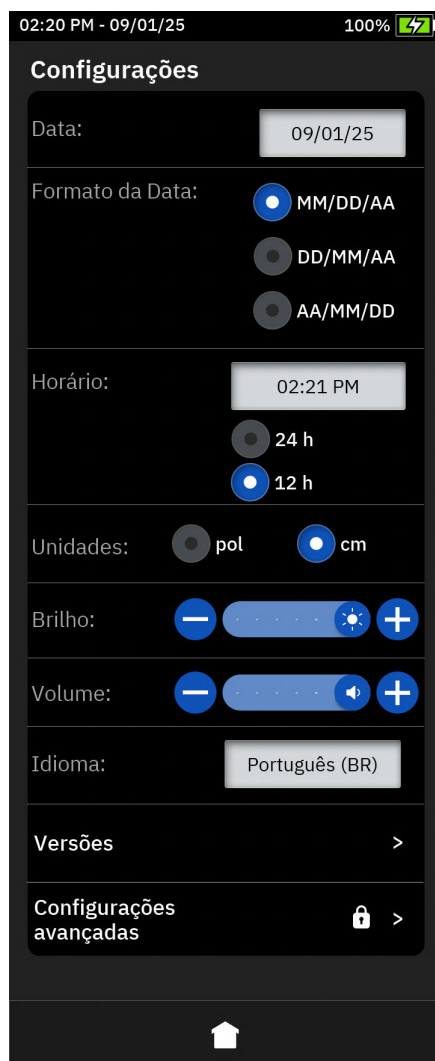 02:20 PM - 09/01/25 100%
Configurações
Data: 09/01/25
Formato da Data: MM/DD/AA
DD/MM/AA
AA/MM/DD
Horário: 02:21 PM
24 h
12 h
Unidades: pol cm
Brilho:
Volume:
Idioma: Português (BR)
Versões >
Configurações
avançadas >